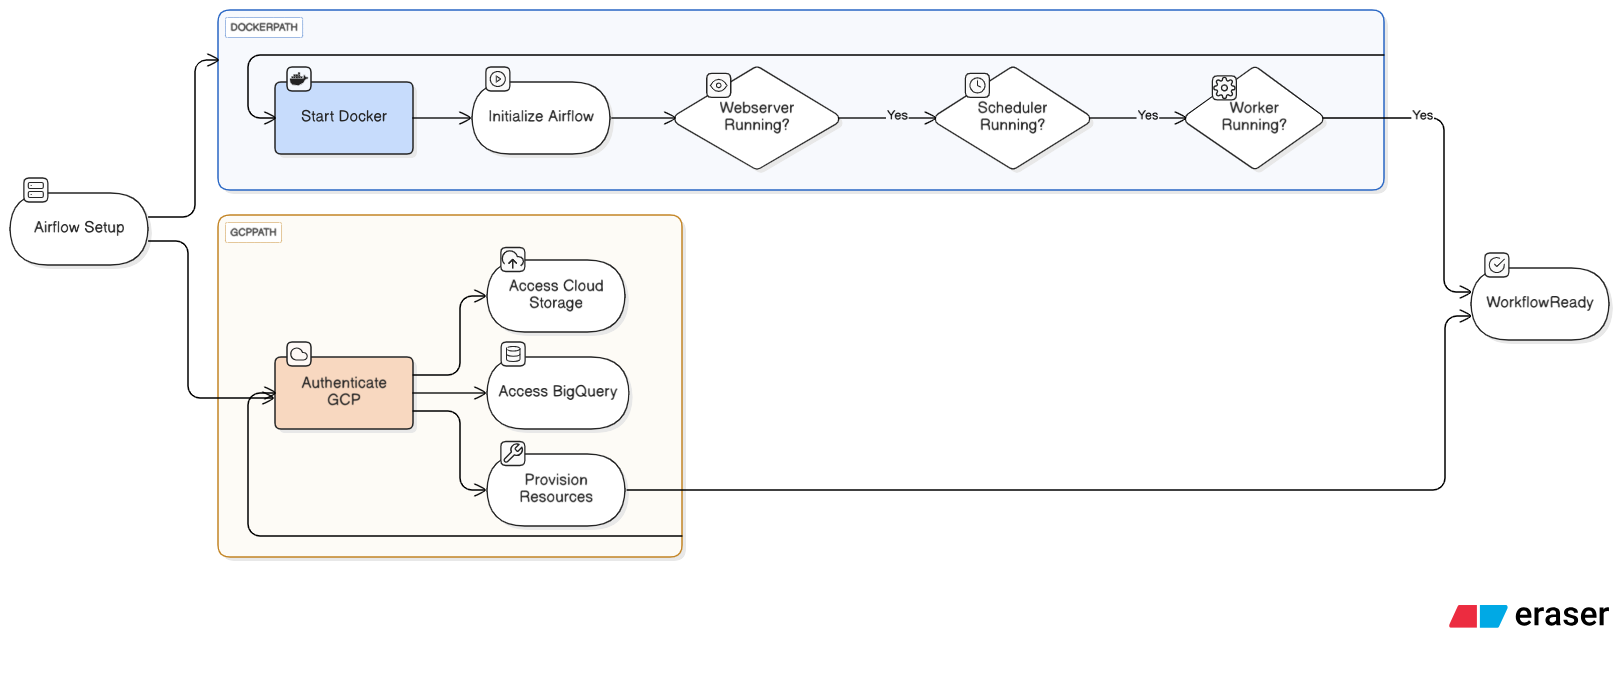 DOCKERPATH
Start Docker
Initialize Airflow
Webserver
Running?
Yes
Scheduler
Running?
Yes
Worker
Running?
Yes
Airflow Setup
GCPPATH
Access Cloud
Storage
Authenticate
GCP
Access BigQuery
Provision
Resources
WorkflowReady
eraser